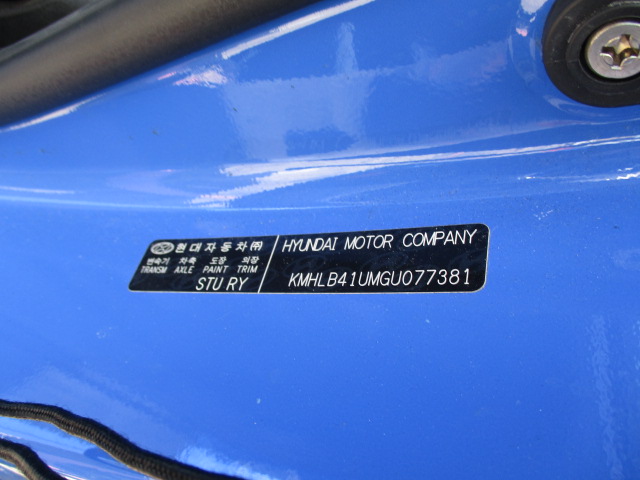 현대자동차㈜
변속기 차축 도장 의장
TRANSM AXLE PAINT TRIM
STU RY
HYUNDAI MOTOR COMPANY
KMHLB41UMGU077381